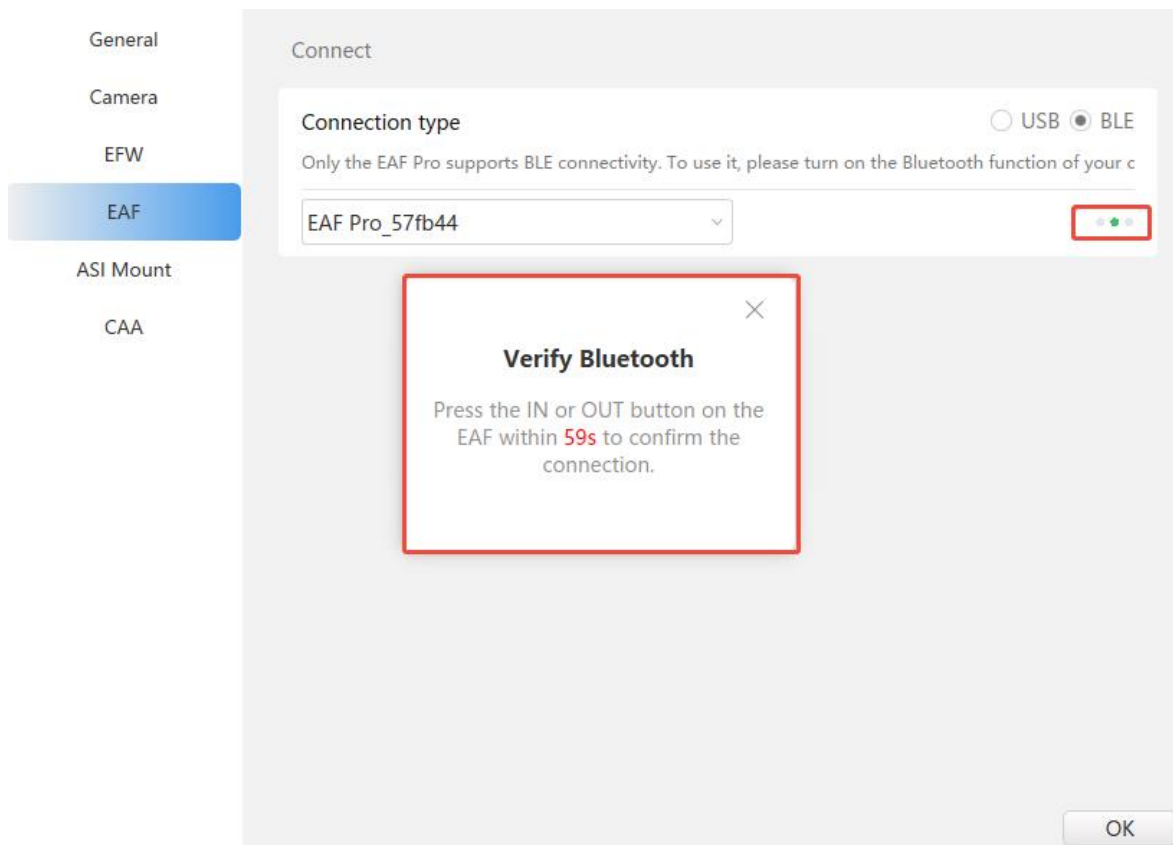 General
Camera
EFW
EAF
ASI Mount
CAA
Connect
Connection type
USB
BLE
Only the EAF Pro supports BLE connectivity. To use it, please turn on the Bluetooth function of your c
EAF Pro_57fb44
Verify Bluetooth
Press the IN or OUT button on the
EAF within 59s to confirm the
connection.
OK